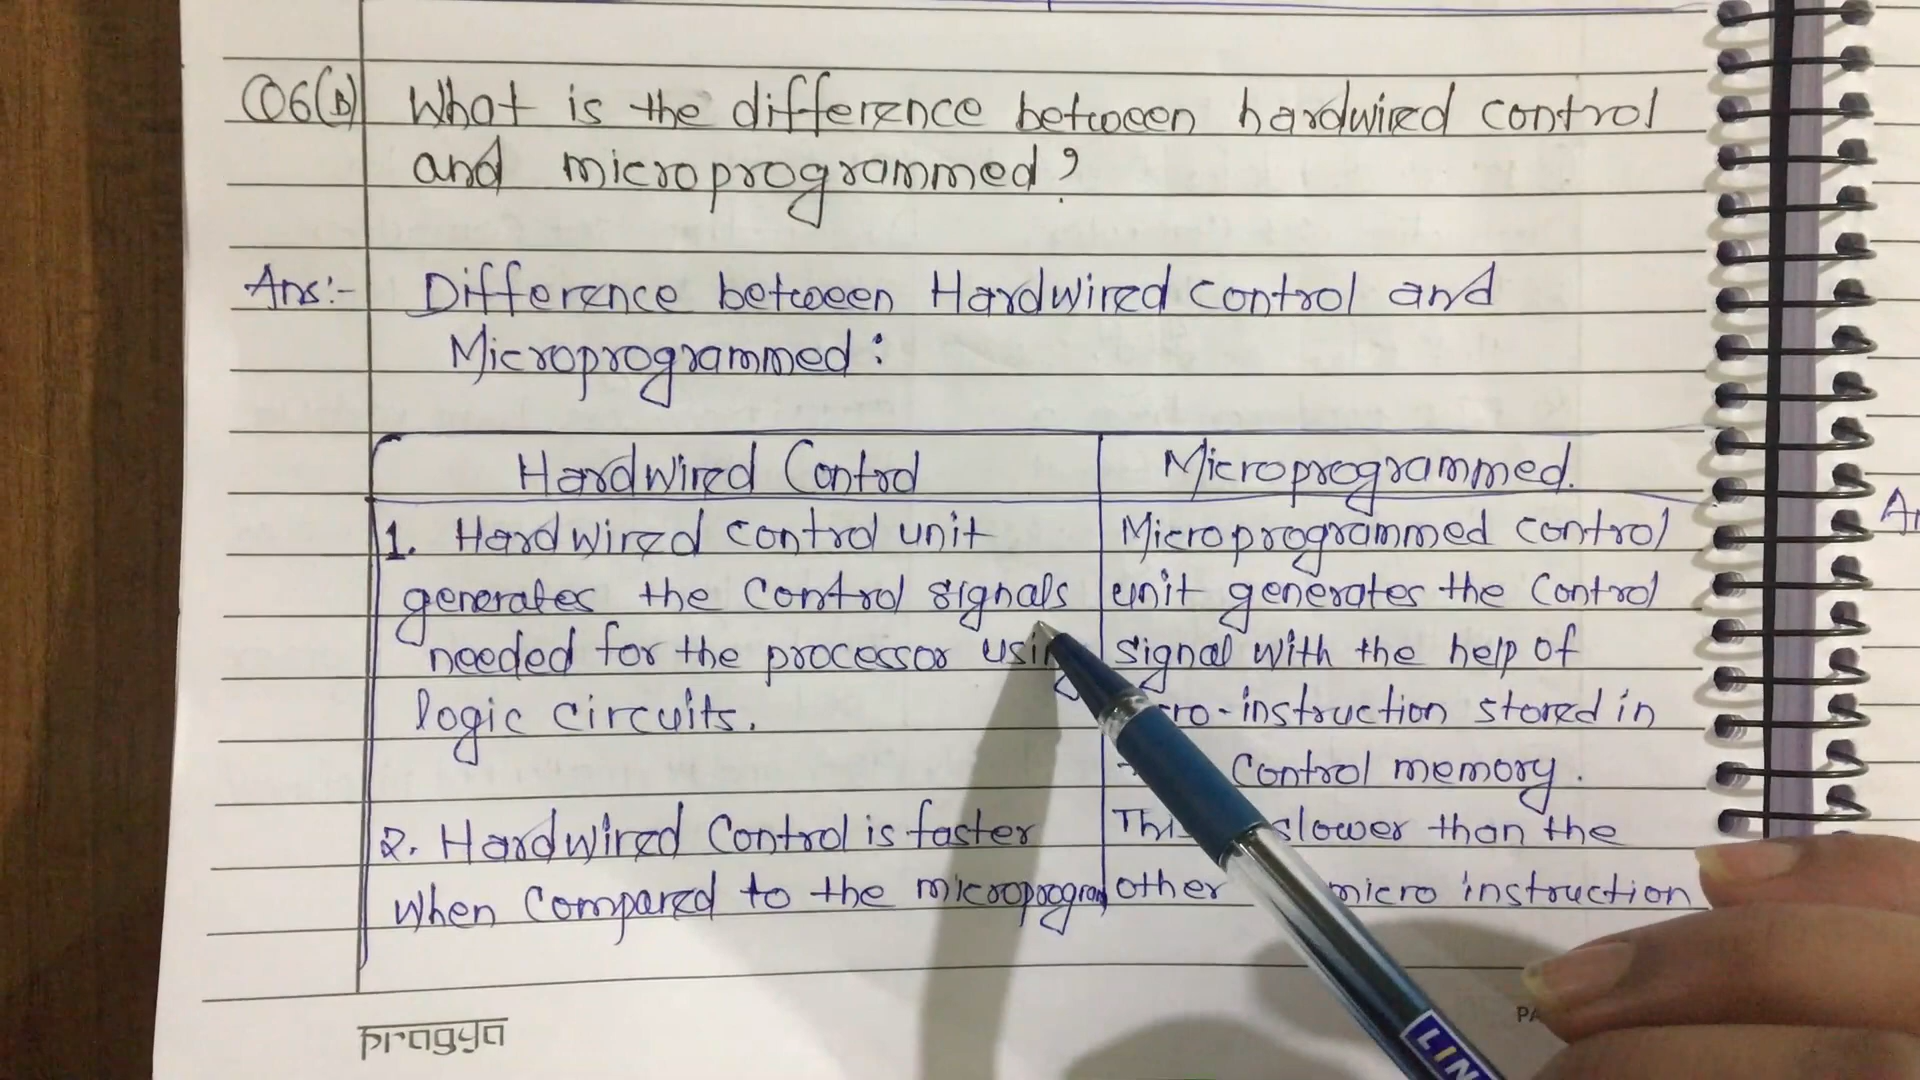 Q6(B) What is the difference between hardwired control
and microprogrammed?
Ans:- Difference between Hardwired control and
Microprogrammed:
Hardwired Control
1. Hardwired control unit
generates the control signals
needed for the processor
logic circuits.
2. Hardwired Control is faster
when compared to the microprogram
Microprogrammed.
Microprogrammed control
unit generates the control
signal with the help of
instruction stored in
control memory.
slower than the
other micro instruction
pragya